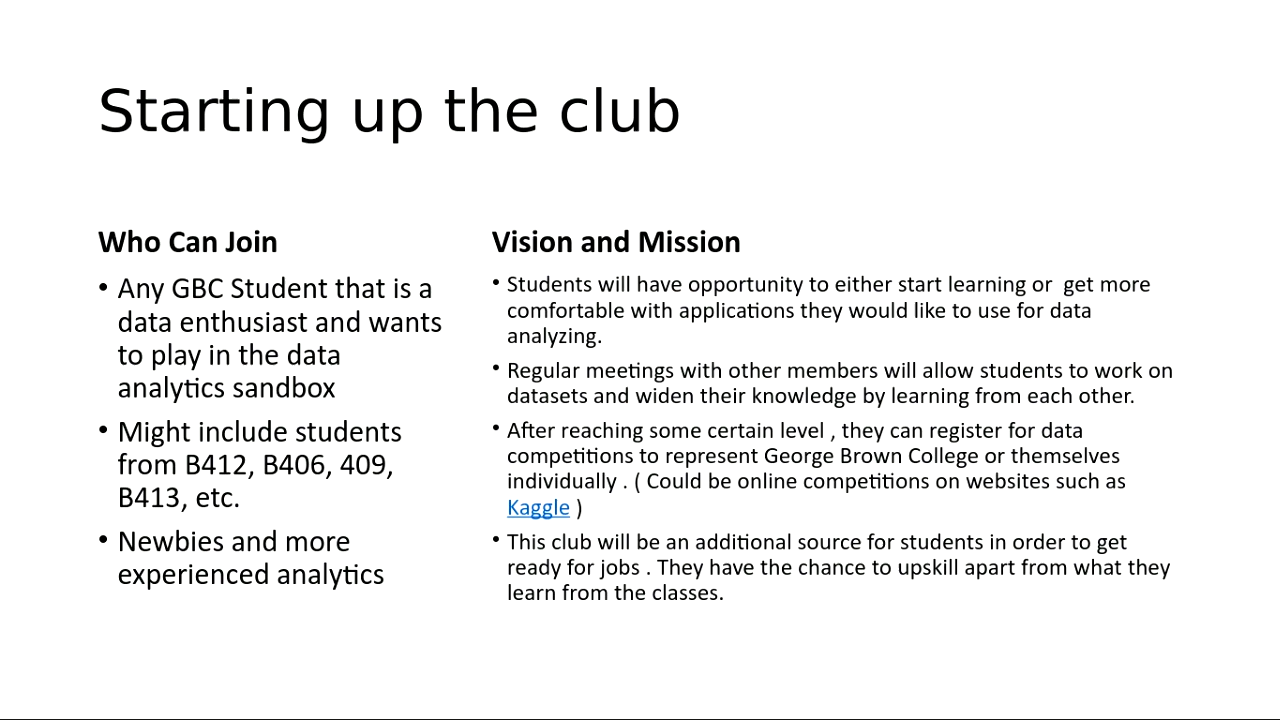 Starting up the club
Who Can Join
• Any GBC Student that is a
data enthusiast and wants
to play in the data
analytics sandbox
• Might include students
from B412, B406, 409,
B413, etc.
• Newbies and more
experienced analytics
Vision and Mission
• Students will have opportunity to either start learning or  get more
comfortable with applications they would like to use for data
analyzing.
• Regular meetings with other members will allow students to work on
datasets and widen their knowledge by learning from each other.
• After reaching some certain level , they can register for data
competitions to represent George Brown College or themselves
individually . ( Could be online competitions on websites such as
Kaggle )
• This club will be an additional source for students in order to get
ready for jobs . They have the chance to upskill apart from what they
learn from the classes.